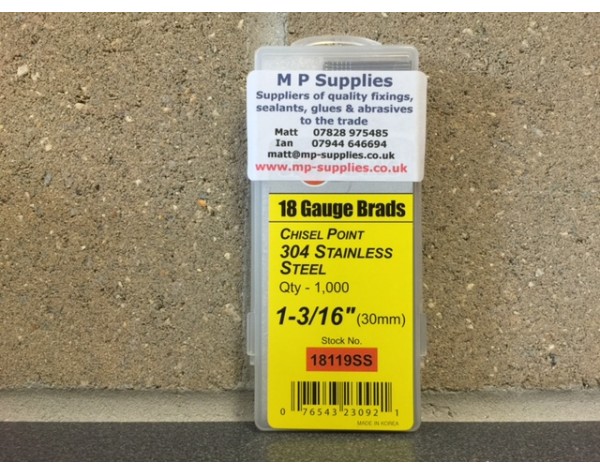 M P Supplies
Suppliers of quality fixings,
sealants, glues & abrasives
to the trade
Matt 07828 975485
Ian 07944 646694
matt@mp-supplies.co.uk
www.mp-supplies.co.uk
18 Gauge Brads
CHISEL POINT
304 STAINLESS
STEEL
Qty - 1,000
1-3/16" (30mm)
Stock No.
18119SS
0 76543 23092 1
MADE IN KOREA